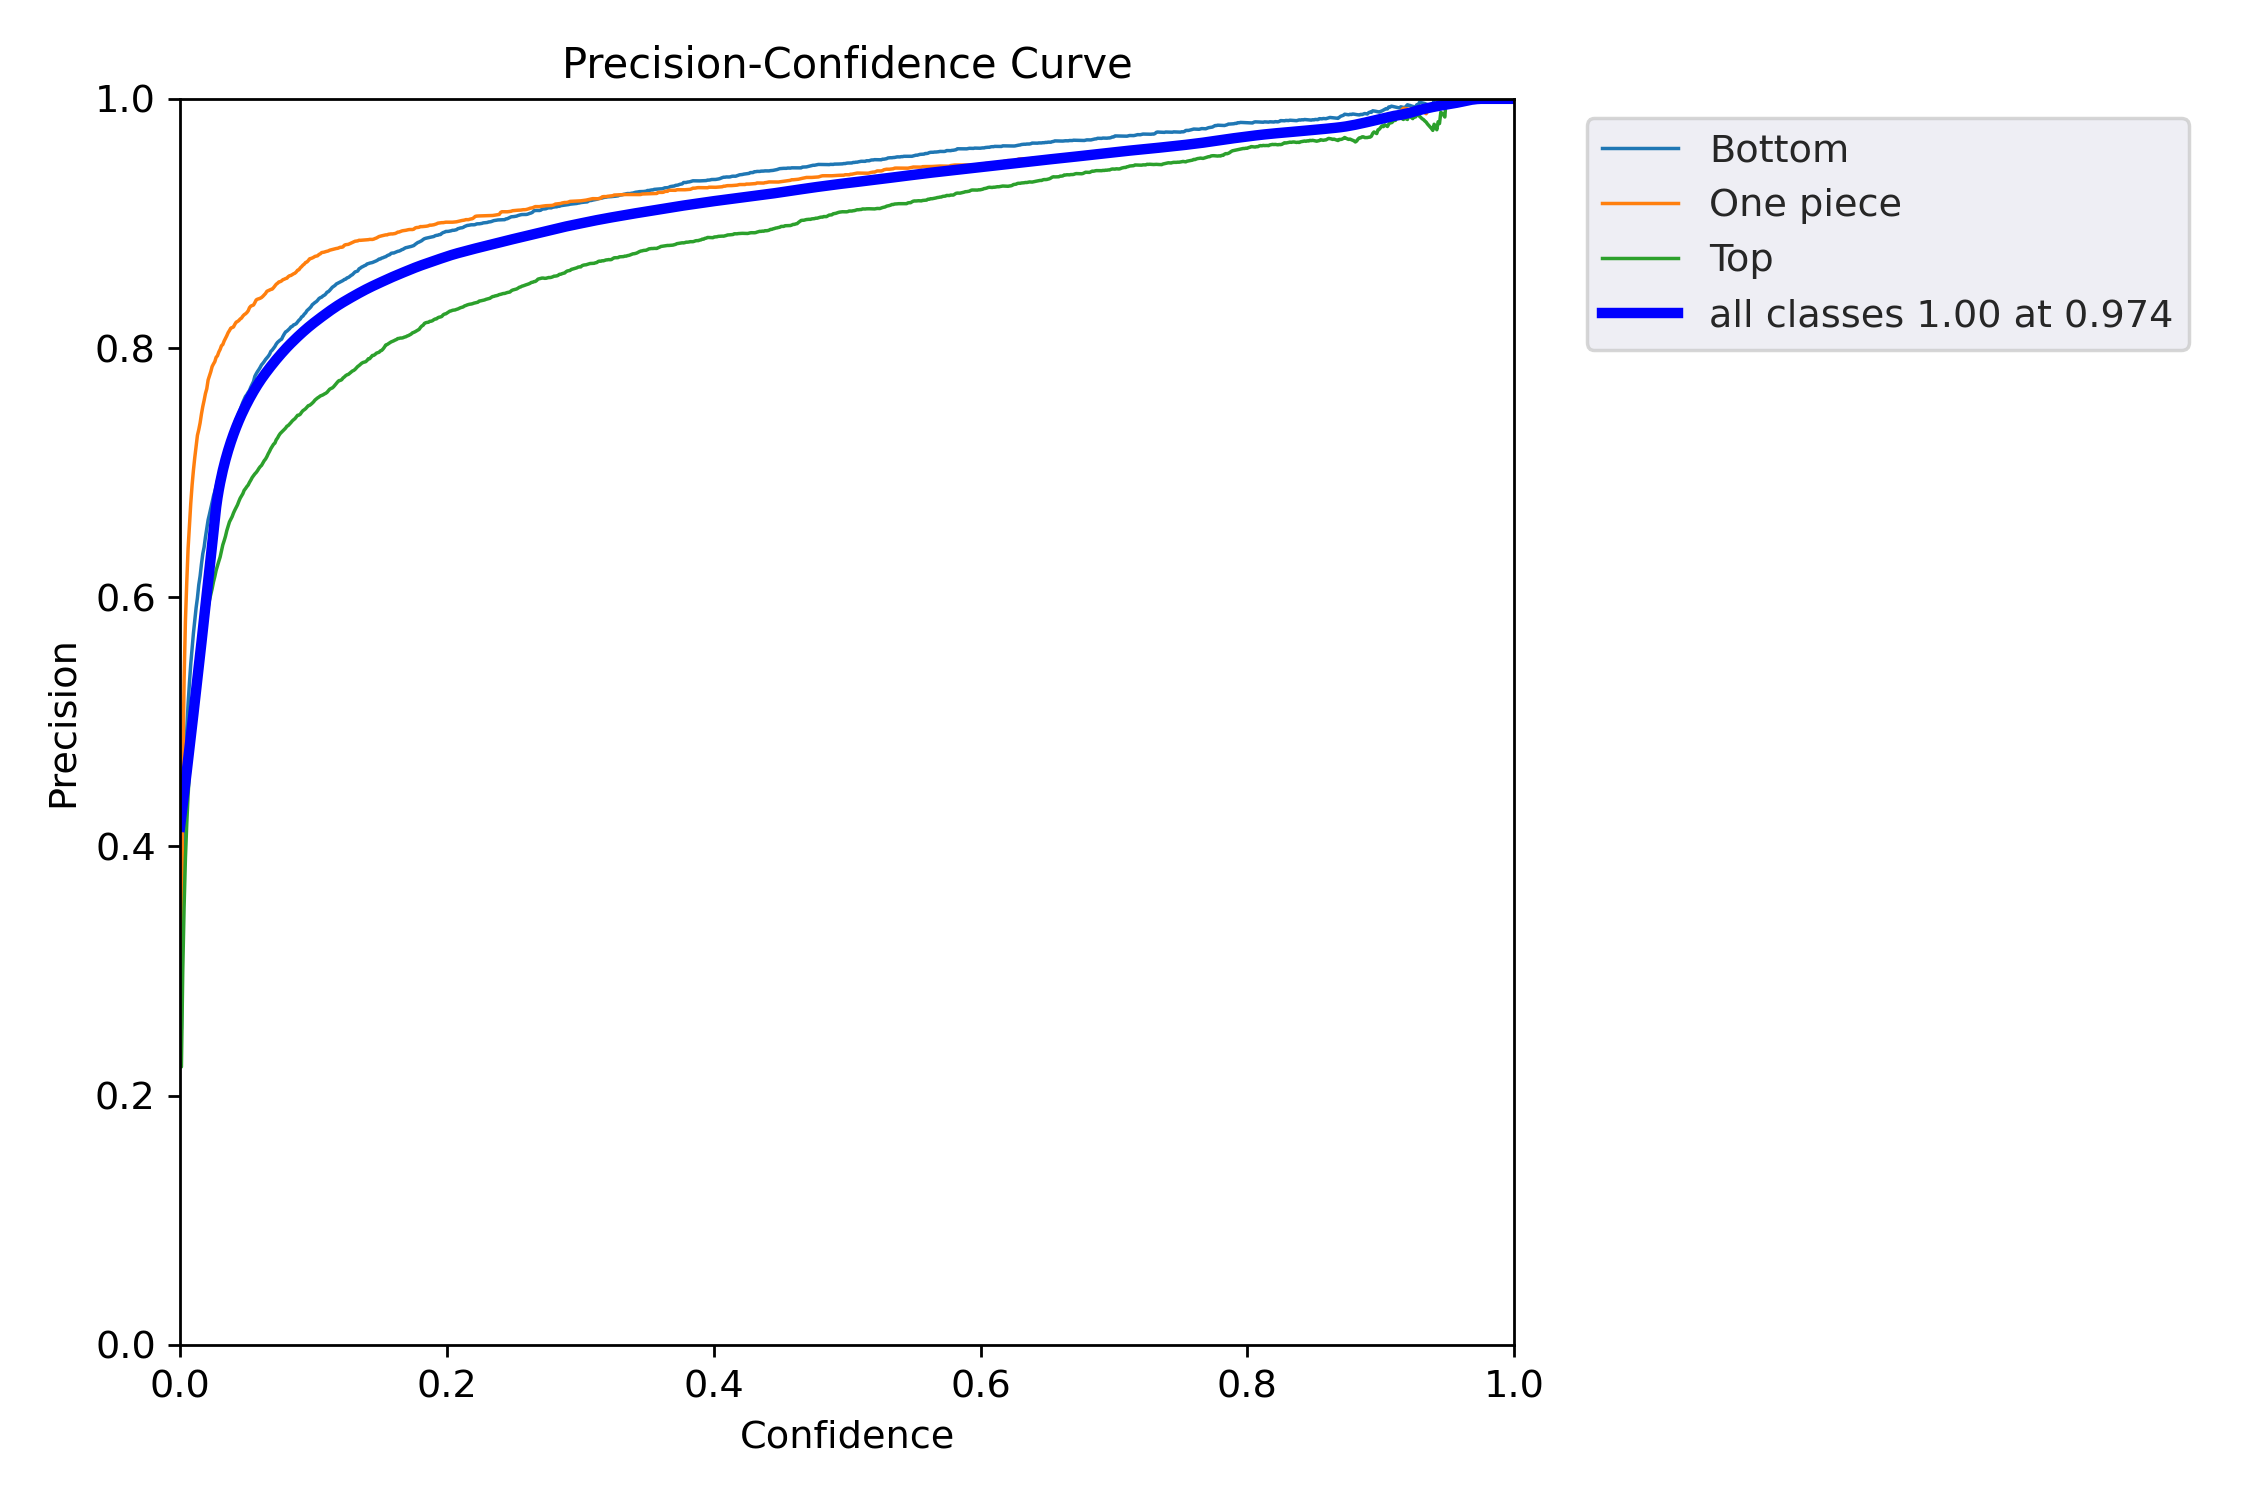 Precision-Confidence Curve
1.0
0.8
0.6
0.4
0.2
0.0
Precision
0.0 0.2 0.4 0.6 0.8 1.0
Confidence
Bottom
One piece
Top
all classes 1.00 at 0.974